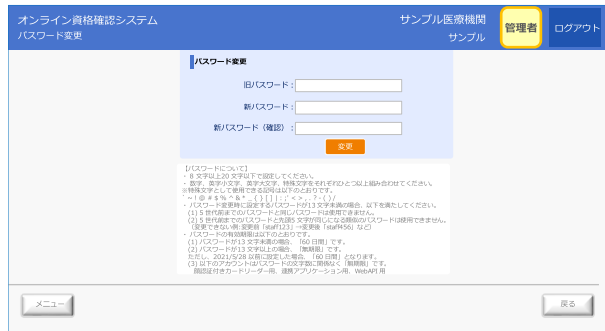 オンライン資格確認システム
パスワード変更
サンプル医療機関
サンプル
管理者
ログアウト
パスワード変更
旧パスワード：
新パスワード：
新パスワード（確認）：
変更
【パスワードについて】
・ 8 文字以上20 文字以下で設定してください。
・ 数字、英字小文字、英字大文字、特殊文字をそれぞれひとつ以上組み合わせてください。
※特殊文字として使用できる記号は以下のとおりです。
` ~ ! @ # $ % ^ & * _ { } [ ] | : ; ' < > , . ? - ( ) /
・ パスワード変更時に設定するパスワードが13 文字未満の場合、以下を満たしてください。
(1) 5 世代前までのパスワードと同じパスワードは使用できません。
(2) 5 世代前までのパスワードと先頭5 文字が同じになる類似のパスワードは使用できません。
（変更できない例: 変更前「staff123」→変更後「staff456」など）
・ パスワードの有効期限は以下のとおりです。
(1) パスワードが13 文字未満の場合、「60 日間」です。
(2) パスワードが13 文字以上の場合、「無期限」です。
ただし、2021/5/28 以前に設定した場合、「60 日間」となります。
(3) 以下のアカウントはパスワードの文字数に関係なく「無期限」です。
顔認証付きカードリーダー用、連携アプリケーション用、WebAPI 用
メニュー
戻る